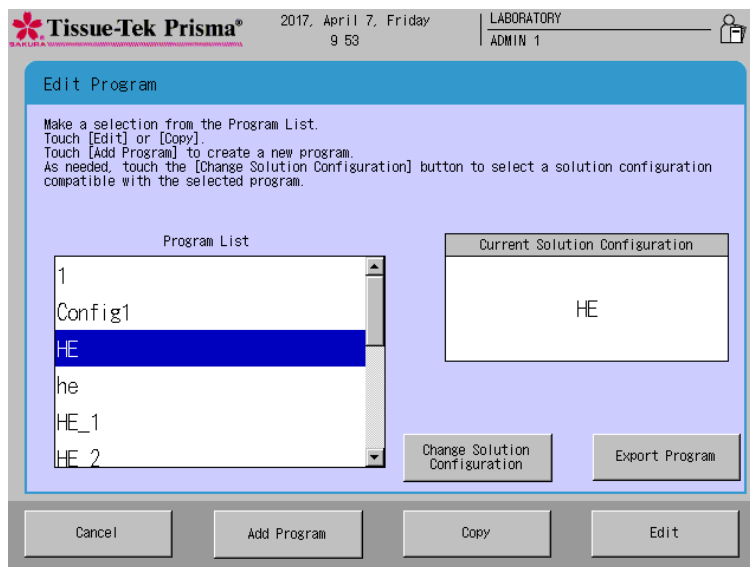 Tissue-Tek Prisma®
SAKURA
2017, April 7, Friday
9 53
LABORATORY
ADMIN 1
Edit Program
Make a selection from the Program List.
Touch [Edit] or [Copy].
Touch [Add Program] to create a new program.
As needed, touch the [Change Solution Configuration] button to select a solution configuration
compatible with the selected program.
Program List
1
Config1
HE
he
HE_1
HE_2
Current Solution Configuration
HE
Change Solution
Configuration
Export Program
Cancel
Add Program
Copy
Edit